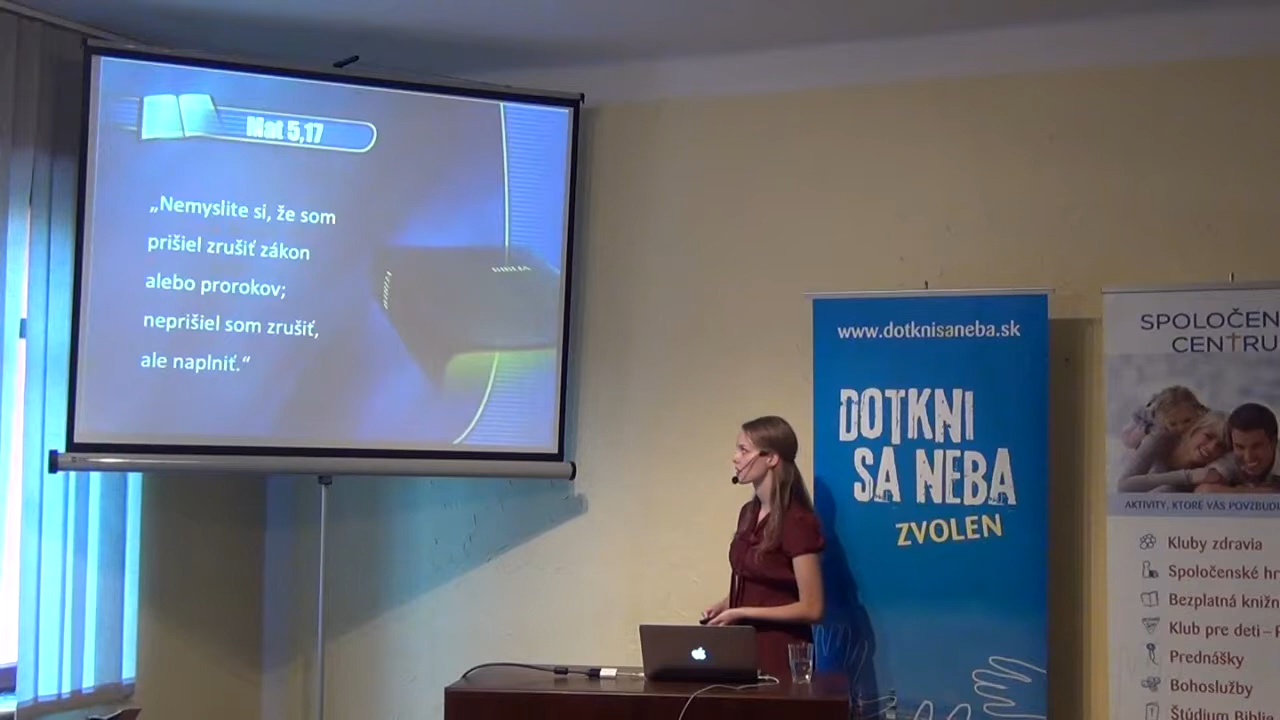 Mat 5,17
„Nemyslite si, že som
prišiel zrušiť zákon
alebo prorokov;
neprišiel som zrušiť,
ale naplniť.“
www.dotknisaneba.sk
DOTKNI
SA NEBA
ZVOLEN
SPOLOČEN
CENTRU
AKTIVITY, KTORÉ VÁS POVZBUD
Kluby zdravia
Spoločenské hr
Bezplatná knižn
Klub pre deti – P
Prednášky
Bohoslužby
Štúdium Biblie